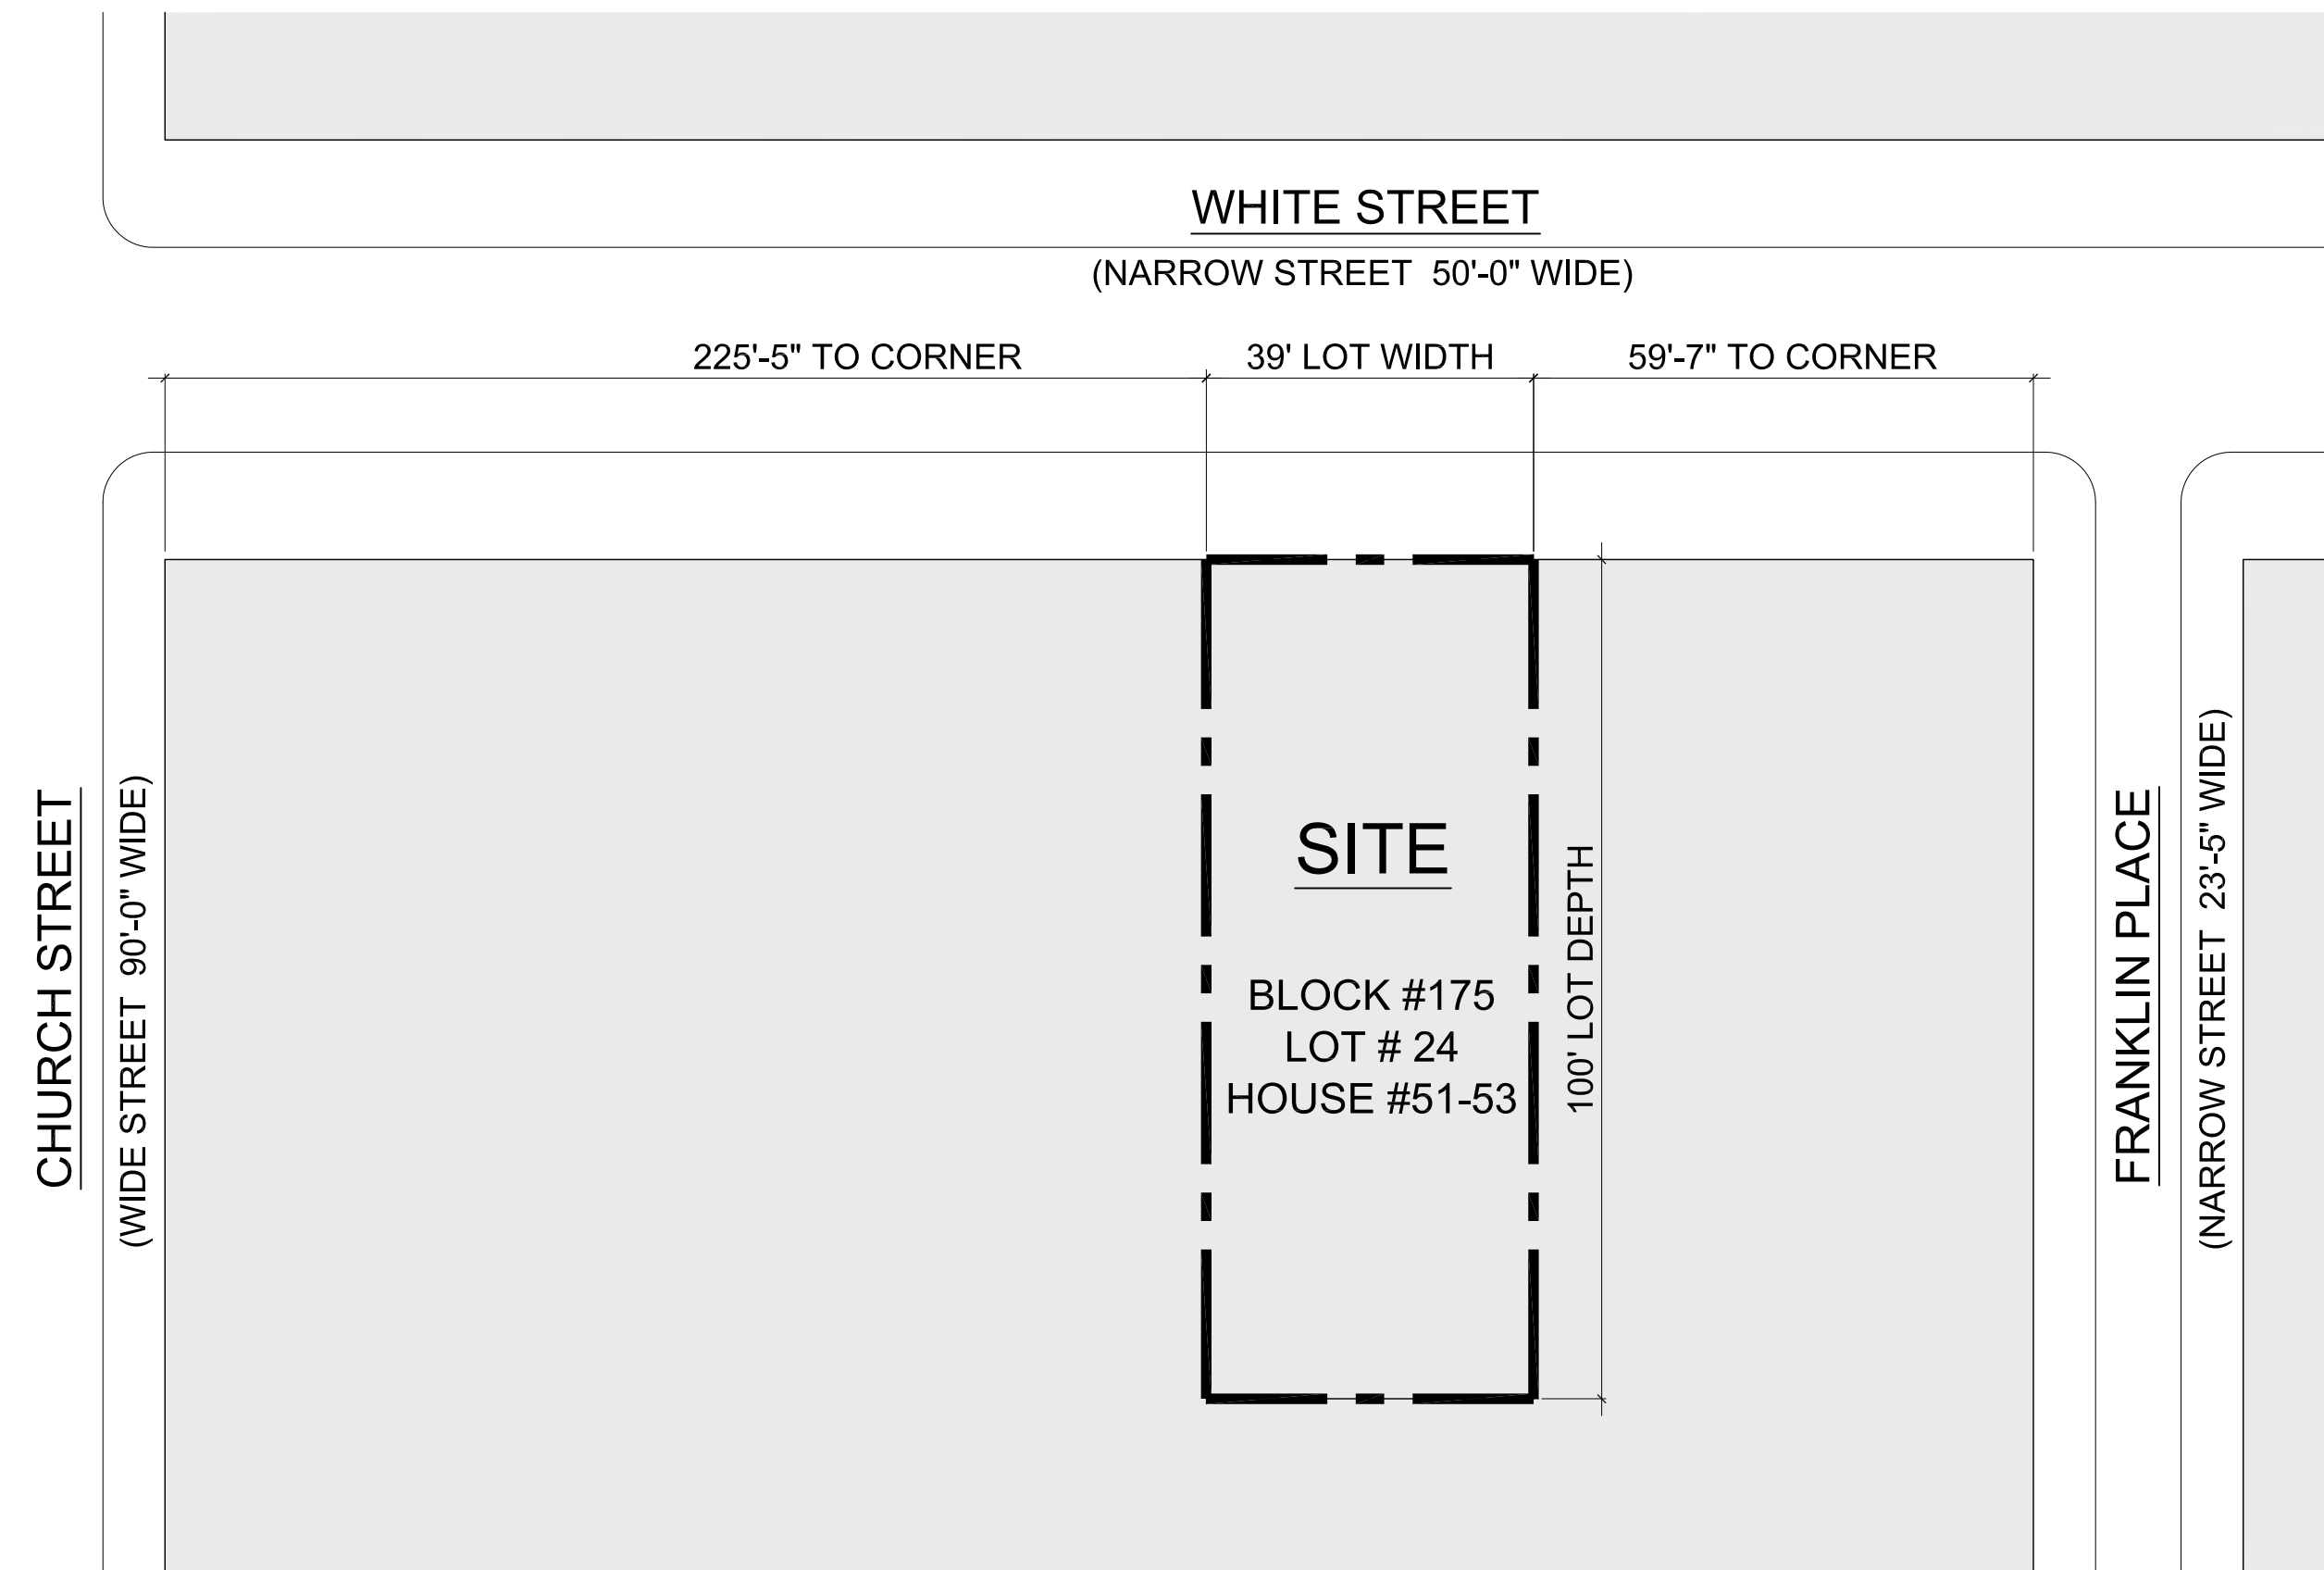 WHITE STREET
(NARROW STREET  50'-0" WIDE)
225'-5" TO CORNER
39' LOT WIDTH
59'-7" TO CORNER
CHURCH STREET
(WIDE STREET  90'-0" WIDE)
SITE
BLOCK #175
LOT # 24
HOUSE #51-53
100' LOT DEPTH
FRANKLIN PLACE
(NARROW STREET  23'-5" WIDE)